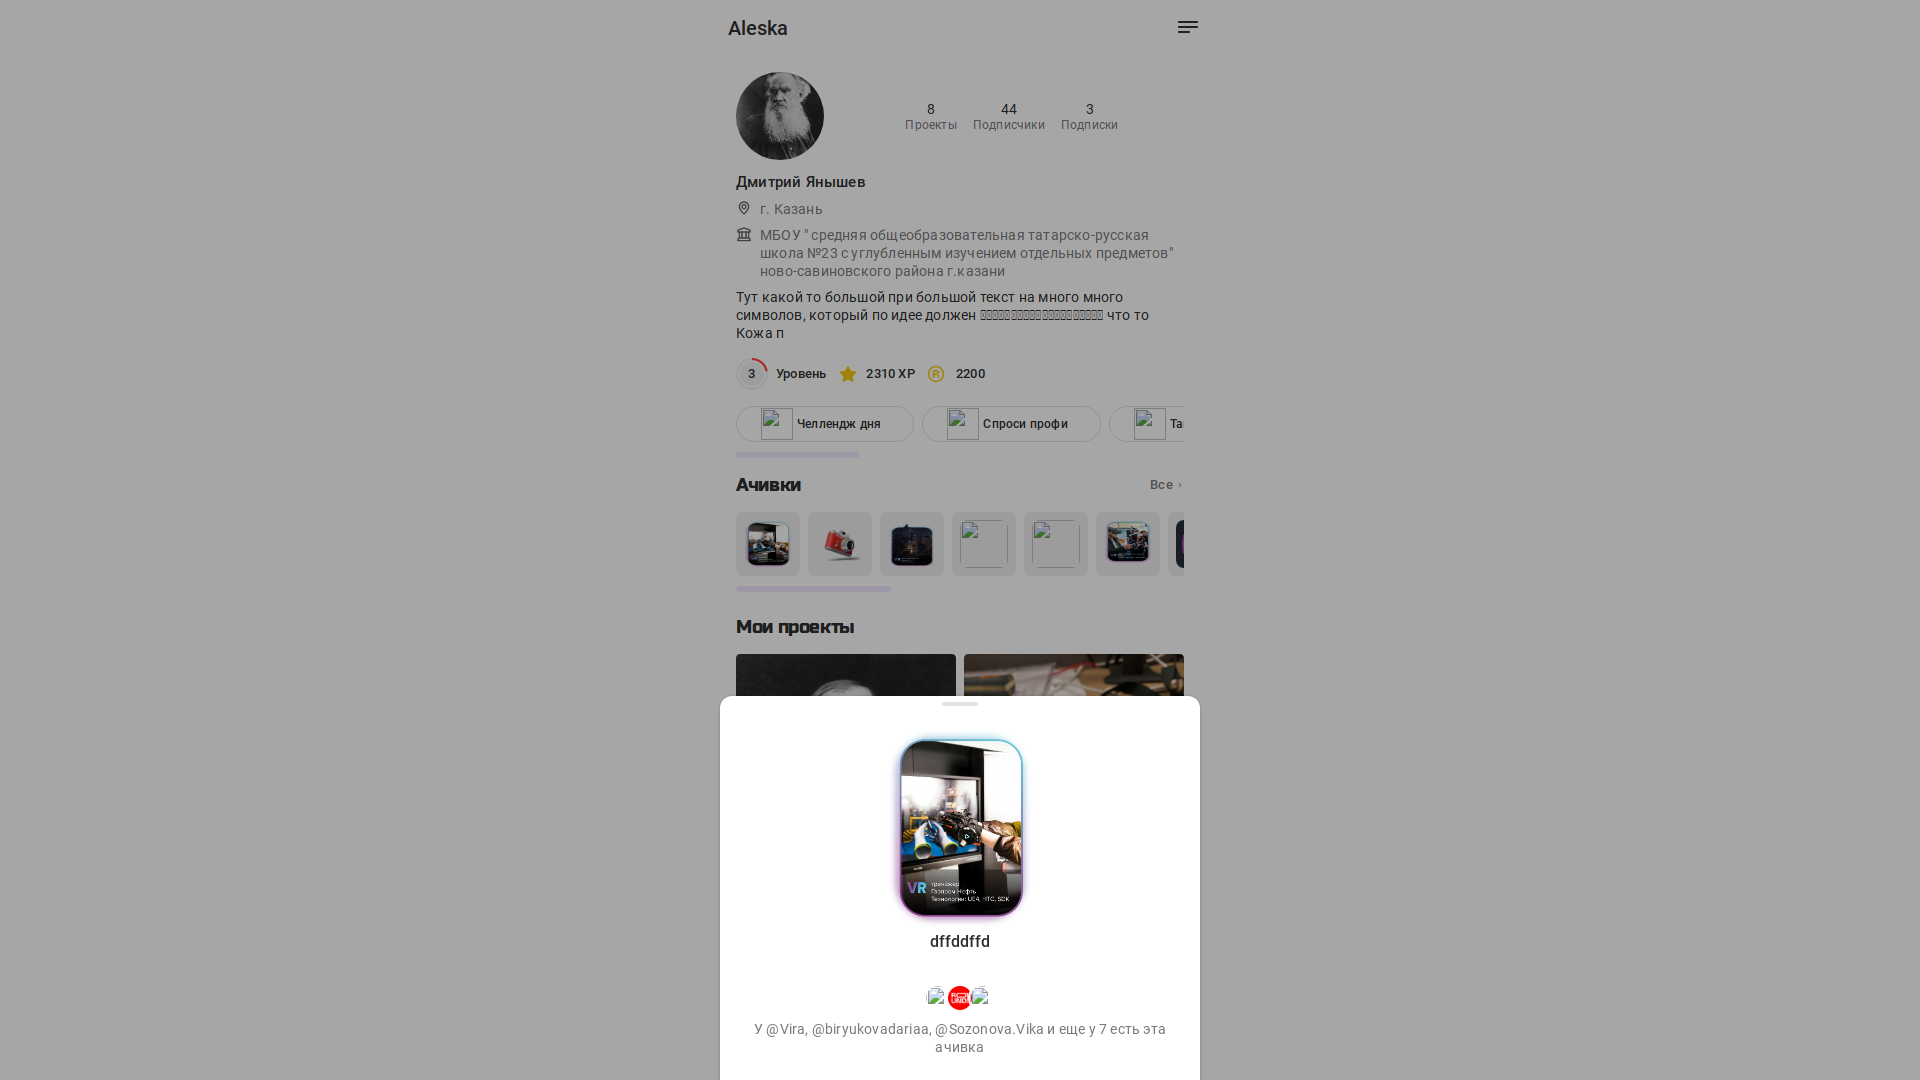 Aleska
8
44
3
Проекты
Подписчики
Подписки
Дмитрий Янышев
г. Казань
МБОУ " средняя общеобразовательная татарско-русская
школа №23 с углубленным изучением отдельных предметов"
ново-савиновского района г.казани
Тут какой то большой при большой текст на много много
символов, который по идее должен что то
Кожа п
3
Уровень
2310 XP
2200
Челлендж дня
Спроси профи
Ачивки
Все ›
Мои проекты
VR
тренажер
Газпром Нефть
Технологии: UE4, HTC, SDK
dffddffd
У @Vira, @biryukovadariaa, @Sozonova.Vika и еще у 7 есть эта
ачивка